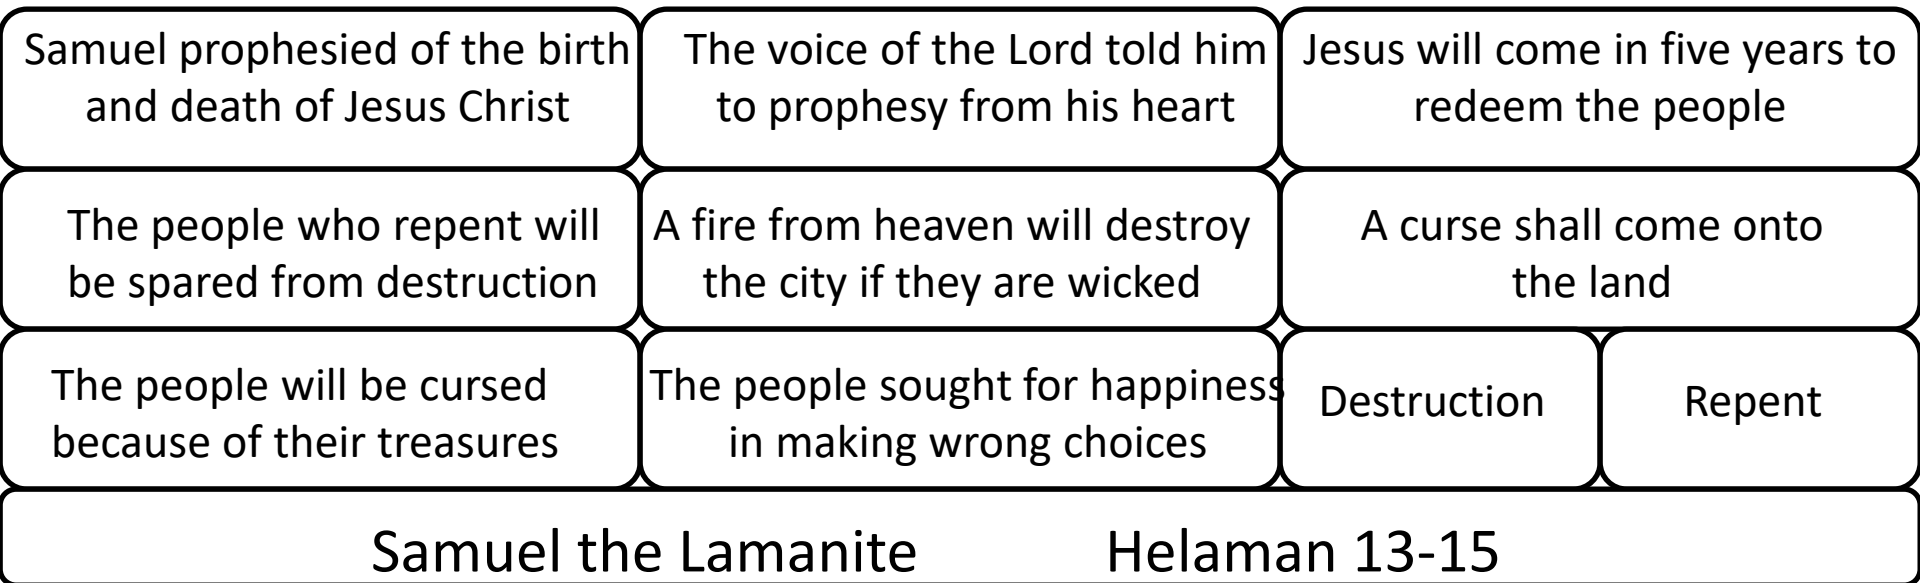 Samuel prophesied of the birth
and death of Jesus Christ
The voice of the Lord told him
to prophesy from his heart
Jesus will come in five years to
redeem the people
The people who repent will
be spared from destruction
A fire from heaven will destroy
the city if they are wicked
A curse shall come onto
the land
The people will be cursed
because of their treasures
The people sought for happiness
in making wrong choices
Destruction
Repent
Samuel the Lamanite Helaman 13-15